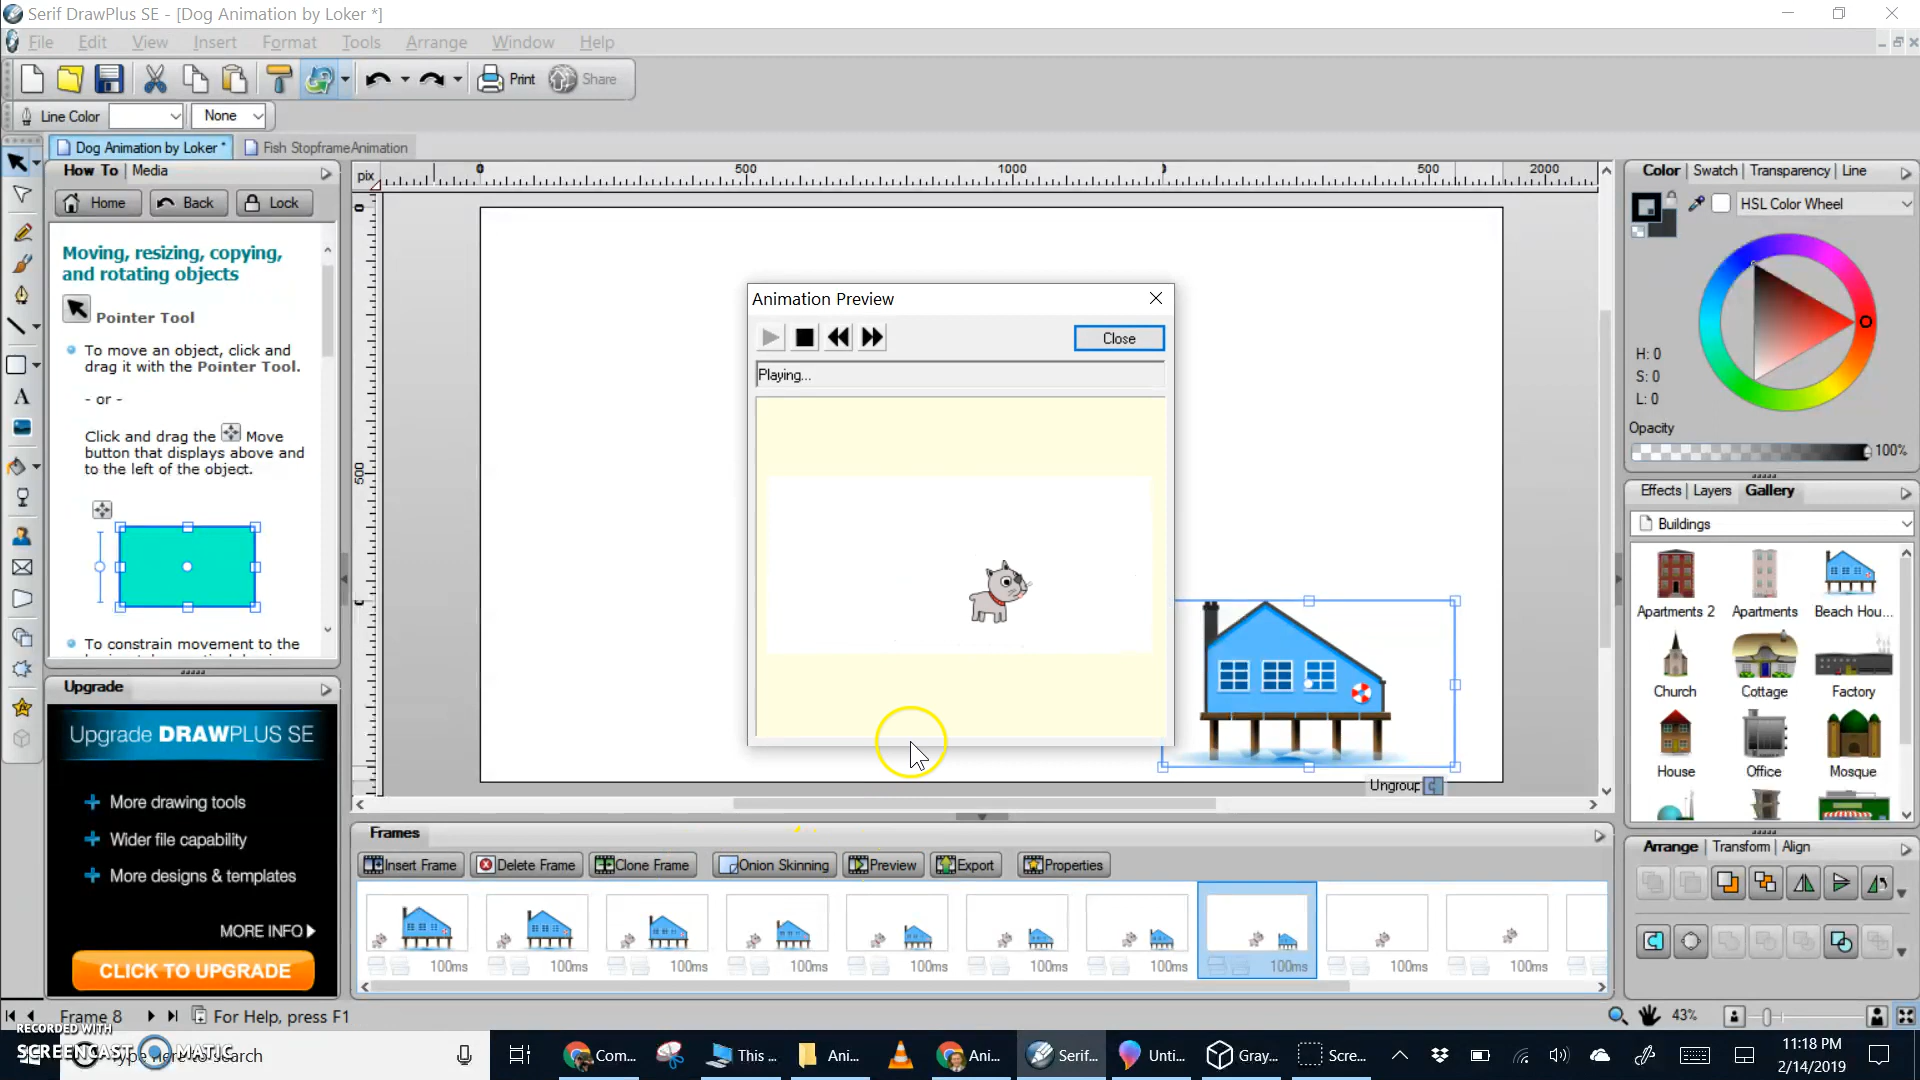 Serif DrawPlus SE - [Dog Animation by Loker *]
File Edit View Insert Format Tools Arrange Window Help
Print Share
Line Color None
Dog Animation by Loker * Fish StopframeAnimation
How To Media
Home Back Lock
Moving, resizing, copying,
and rotating objects
Pointer Tool
To move an object, click and
drag it with the Pointer Tool.
- or -
Click and drag the Move
button that displays above and
to the left of the object.
To constrain movement to the
Upgrade
Upgrade DRAWPLUS SE
More drawing tools
Wider file capability
More designs & templates
MORE INFO
CLICK TO UPGRADE
pix 0 500 1000 500 2000
0
500
Animation Preview
Close
Playing...
Ungroup
Color Swatch Transparency Line
HSL Color Wheel
H: 0
S: 0
L: 0
Opacity
100%
Effects Layers Gallery
Buildings
Apartments 2 Apartments Beach Hou...
Church Cottage Factory
House Office Mosque
Arrange Transform Align
Frames
Insert Frame Delete Frame Clone Frame Onion Skinning Preview Export Properties
100ms 100ms 100ms 100ms 100ms 100ms 100ms 100ms 100ms 100ms
Frame 8 For Help, press F1
43%
RECORDED WITH
SCREENCAST MATIC
Type here to search
Com... This ... Ani... Ani... Serif... Unti... Gray... Scre...
11:18 PM
2/14/2019